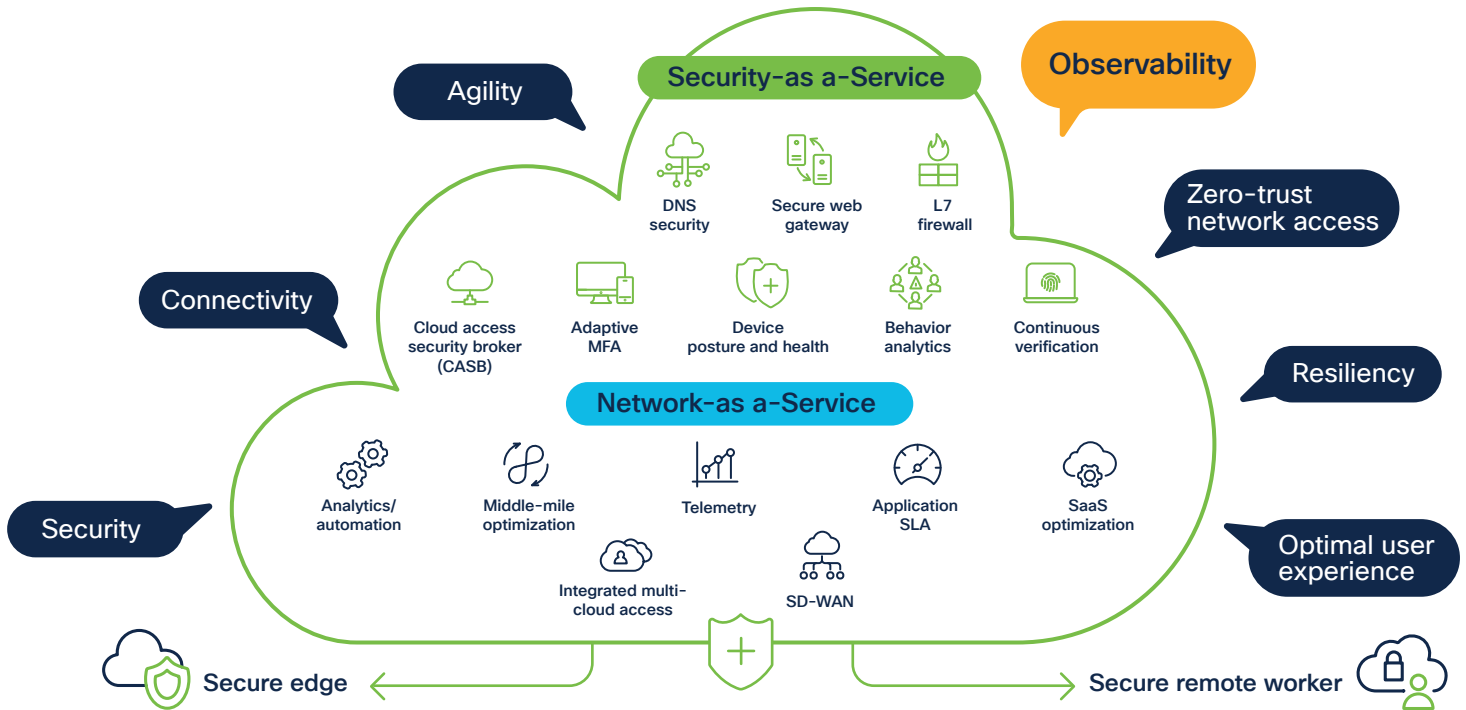 Security-as a-Service
Observability
Agility
Zero-trust
network access
DNS
security
Secure web
gateway
L7
firewall
Connectivity
Cloud access
security broker
(CASB)
Adaptive
MFA
Device
posture and health
Behavior
analytics
Continuous
verification
Resiliency
Network-as a-Service
Analytics/
automation
Middle-mile
optimization
Telemetry
Application
SLA
SaaS
optimization
Security
Optimal user
experience
Integrated multi-
cloud access
SD-WAN
Secure edge
Secure remote worker